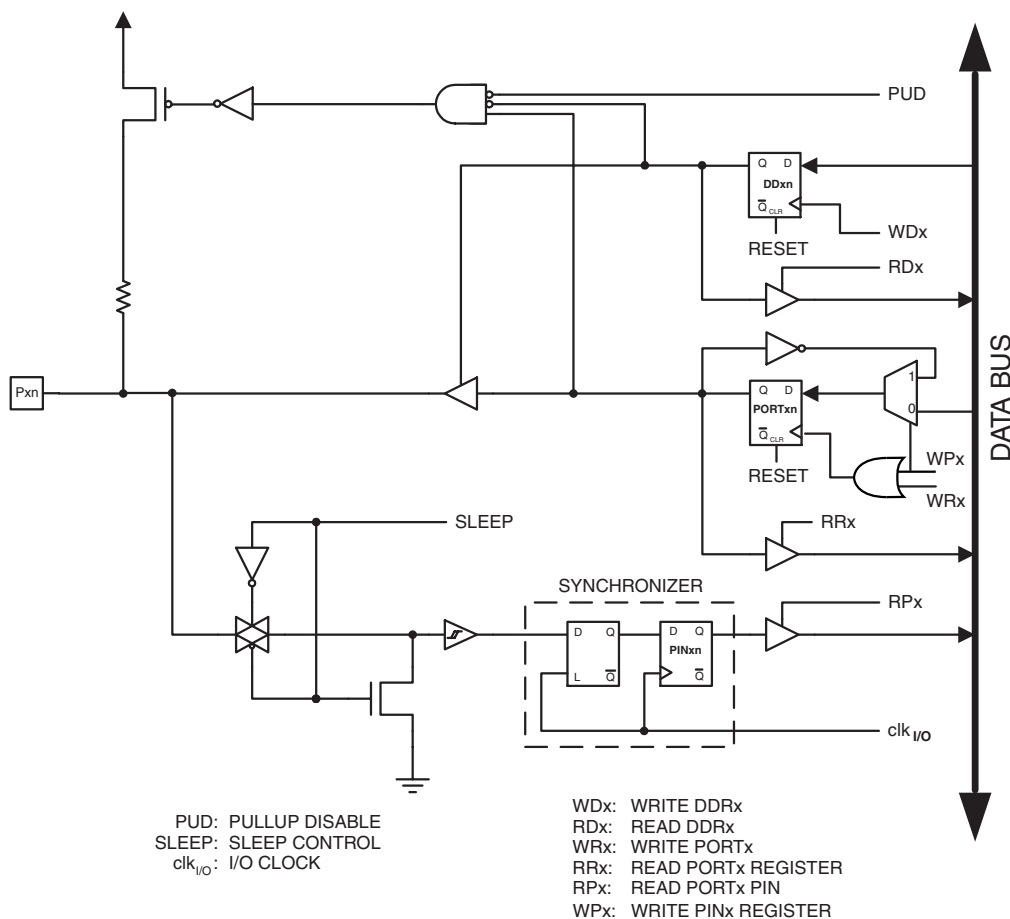 PUD
Q D
DDxn
Q CLR
WDx
RESET
RDx
Pxn
1
Q D
0
PORTxn
Q CLR
WPx
RESET
WRx
DATA BUS
SLEEP
RRx
SYNCHRONIZER
RPx
D Q
D Q
PINxn
L Q
Q
clk I/O
PUD: PULLUP DISABLE
SLEEP: SLEEP CONTROL
clkI/O: I/O CLOCK
WDx: WRITE DDRx
RDx: READ DDRx
WRx: WRITE PORTx
RRx: READ PORTx REGISTER
RPx: READ PORTx PIN
WPx: WRITE PINx REGISTER